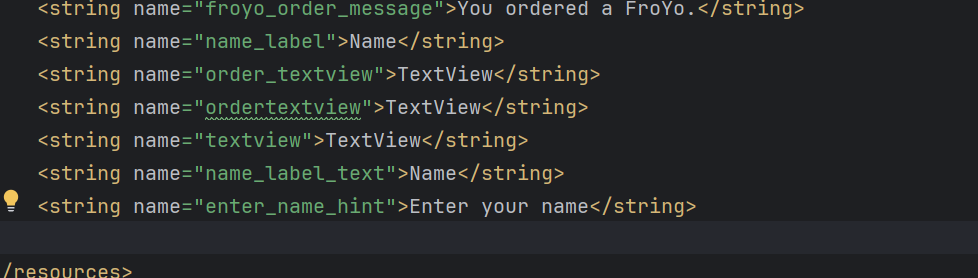 <string name="froyo_order_message">You ordered a FroYo.</string>
<string name="name_label">Name</string>
<string name="order_textview">TextView</string>
<string name="ordertextview">TextView</string>
<string name="textview">TextView</string>
<string name="name_label_text">Name</string>
<string name="enter_name_hint">Enter your name</string>
/resources>